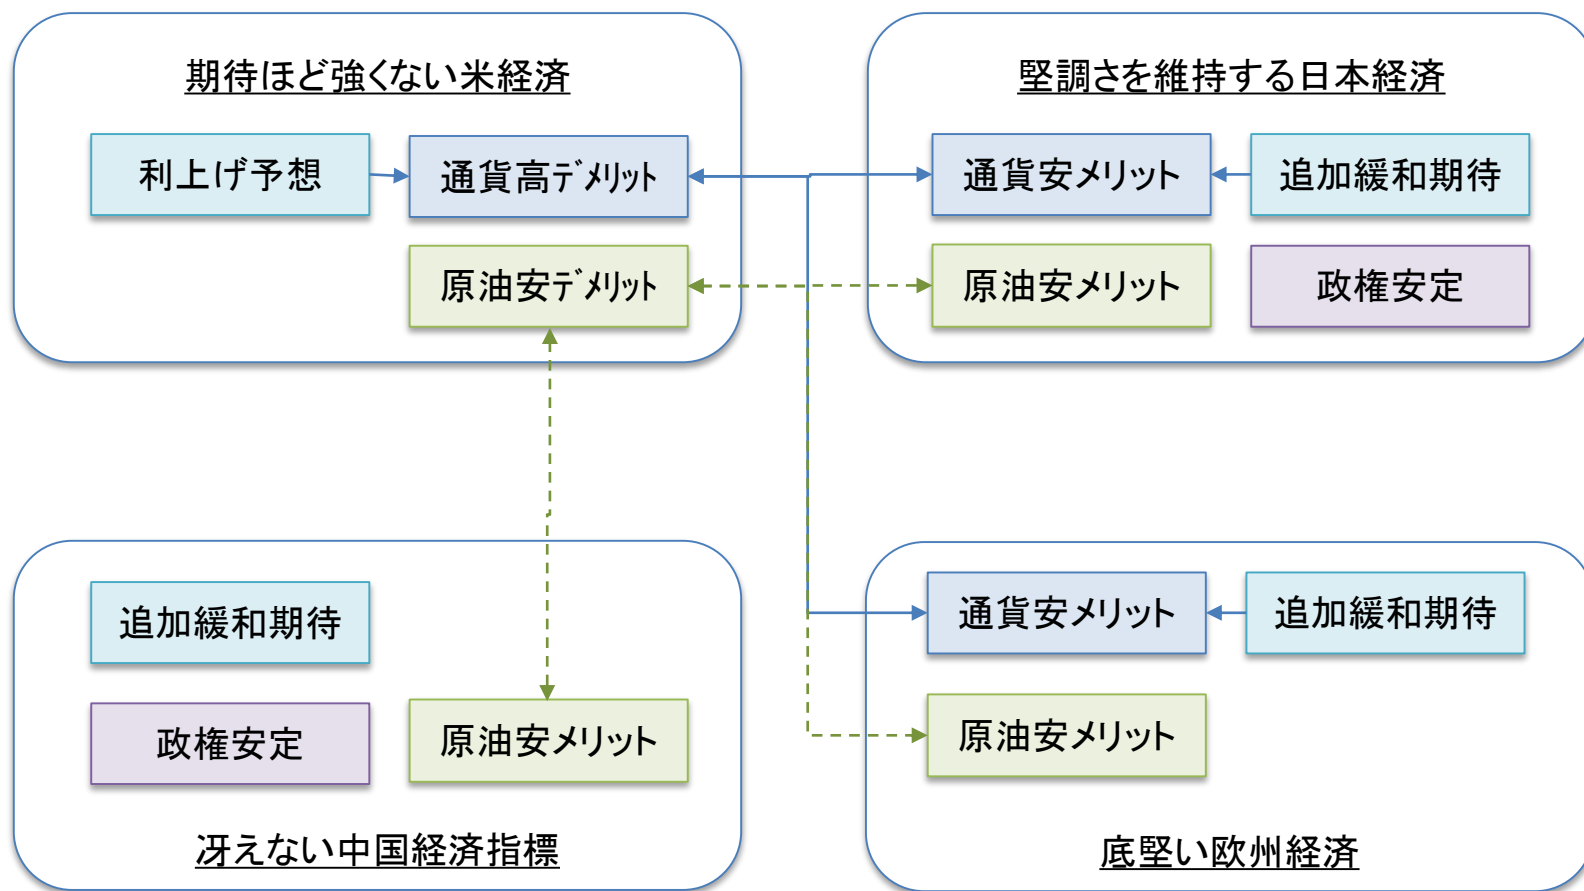 期待ほど強くない米経済
利上げ予想
通貨高ﾃﾞﾒﾘｯﾄ
原油安ﾃﾞﾒﾘｯﾄ
堅調さを維持する日本経済
通貨安メリット
追加緩和期待
原油安メリット
政権安定
追加緩和期待
政権安定
原油安メリット
冴えない中国経済指標
通貨安メリット
追加緩和期待
原油安メリット
底堅い欧州経済